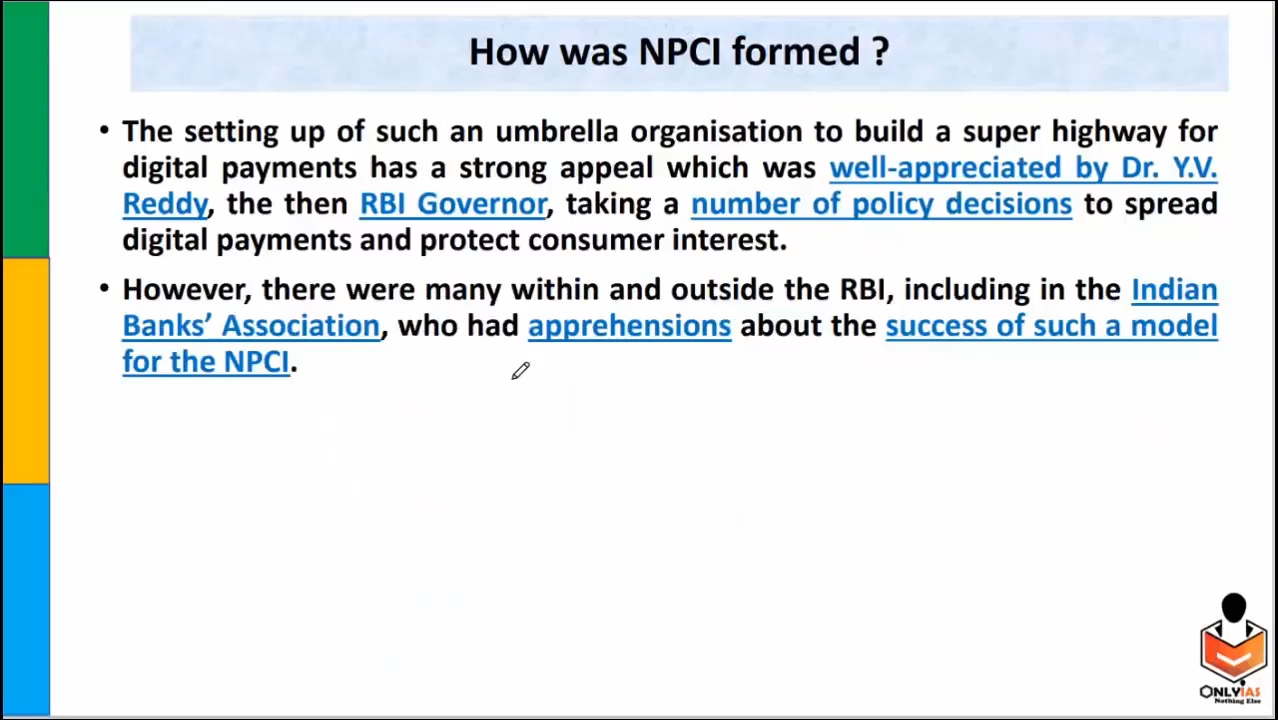 How was NPCI formed ?
• The setting up of such an umbrella organisation to build a super highway for
digital payments has a strong appeal which was well-appreciated by Dr. Y.V.
Reddy, the then RBI Governor, taking a number of policy decisions to spread
digital payments and protect consumer interest.
• However, there were many within and outside the RBI, including in the Indian
Banks’ Association, who had apprehensions about the success of such a model
for the NPCI.
ONLYIAS
Nothing Else